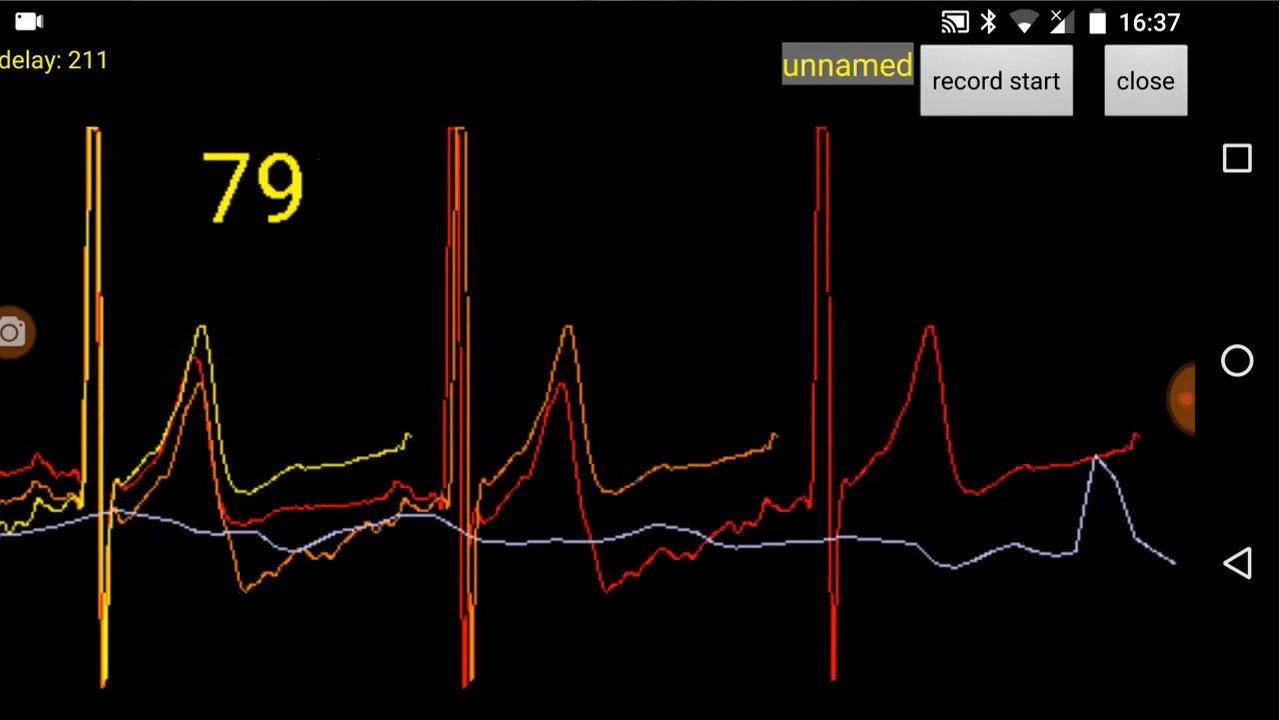 16:37
delay: 211
unnamed
record start
close
79